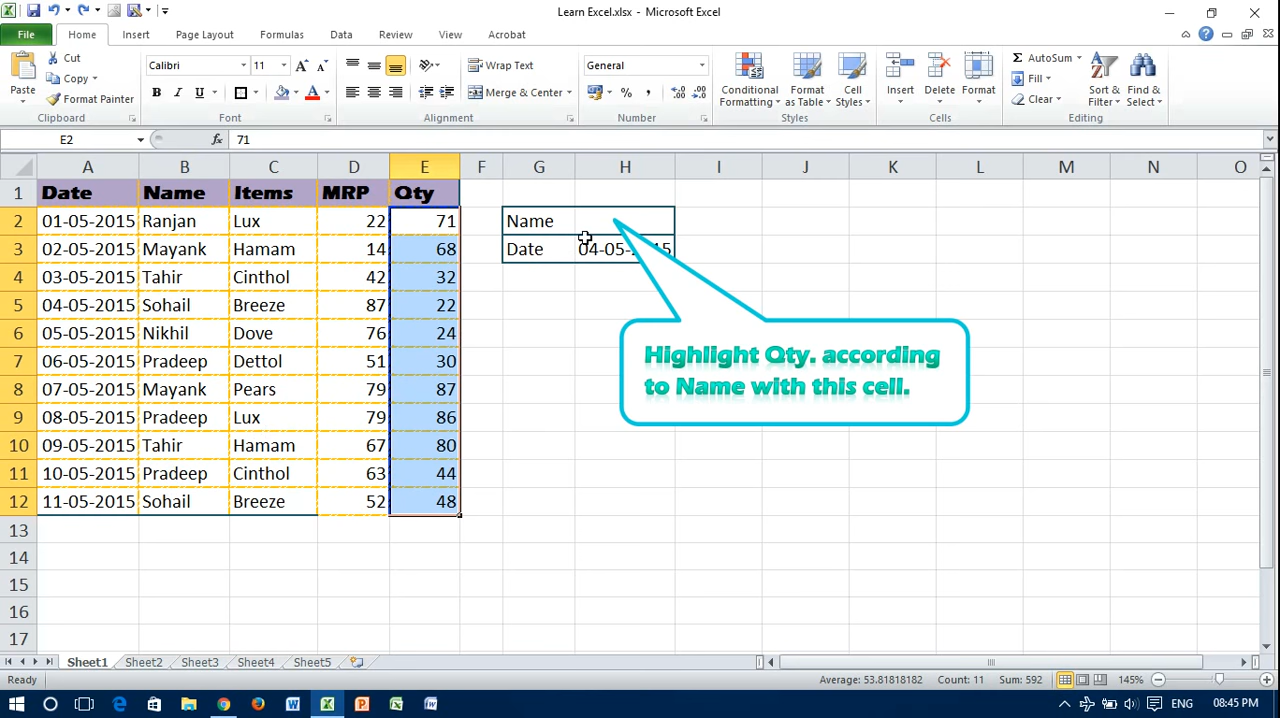 Learn Excel.xlsx - Microsoft Excel
File Home Insert Page Layout Formulas Data Review View Acrobat
Paste Cut Copy Format Painter Clipboard
Calibri 11 A A B I U A Font
Wrap Text Merge & Center Alignment
General % , Number
Conditional Formatting Format as Table Cell Styles Styles
Insert Delete Format Cells
Σ AutoSum Fill Clear Sort & Filter Find & Select Editing
E2 fx 71
A B C D E F G H I J K L M N O
1 Date Name Items MRP Qty
2 01-05-2015 Ranjan Lux 22 71 Name
3 02-05-2015 Mayank Hamam 14 68 Date 04-05-2015
4 03-05-2015 Tahir Cinthol 42 32
5 04-05-2015 Sohail Breeze 87 22
6 05-05-2015 Nikhil Dove 76 24
7 06-05-2015 Pradeep Dettol 51 30
8 07-05-2015 Mayank Pears 79 87
9 08-05-2015 Pradeep Lux 79 86
10 09-05-2015 Tahir Hamam 67 80
11 10-05-2015 Pradeep Cinthol 63 44
12 11-05-2015 Sohail Breeze 52 48
13
14
15
16
17
Highlight Qty. according
to Name with this cell.
Sheet1 Sheet2 Sheet3 Sheet4 Sheet5
Ready Average: 53.81818182 Count: 11 Sum: 592 145%
ENG 08:45 PM